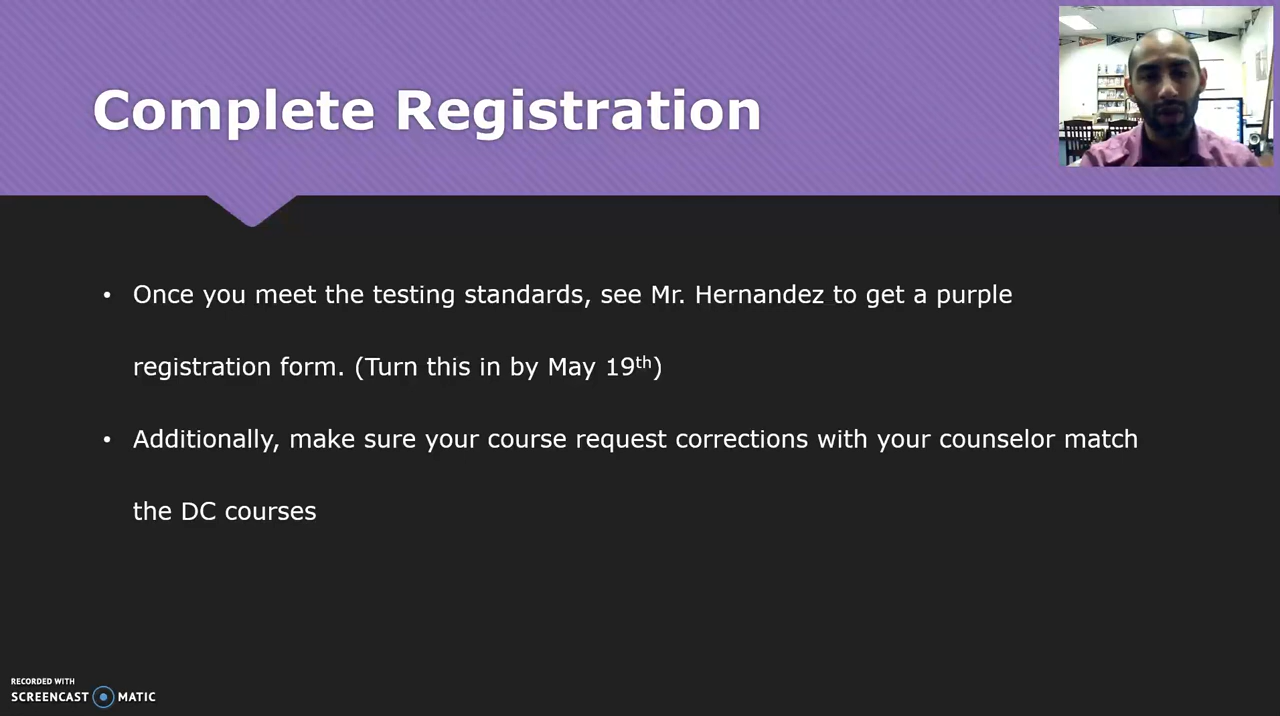 Complete Registration
• Once you meet the testing standards, see Mr. Hernandez to get a purple
registration form. (Turn this in by May 19th)
• Additionally, make sure your course request corrections with your counselor match
the DC courses
RECORDED WITH
SCREENCAST MATIC